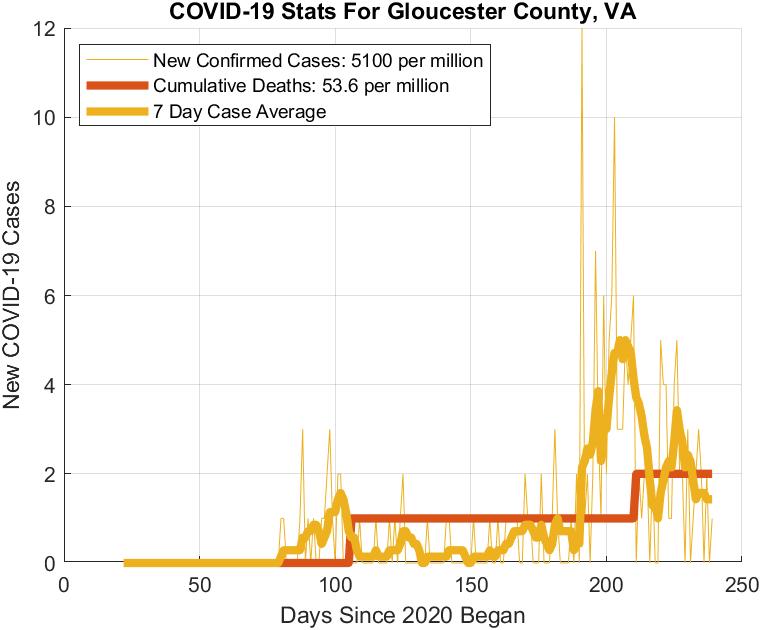 COVID-19 Stats For Gloucester County, VA
New Confirmed Cases: 5100 per million
Cumulative Deaths: 53.6 per million
7 Day Case Average
New COVID-19 Cases
12
10
8
6
4
2
0
0 50 100 150 200 250
Days Since 2020 Began